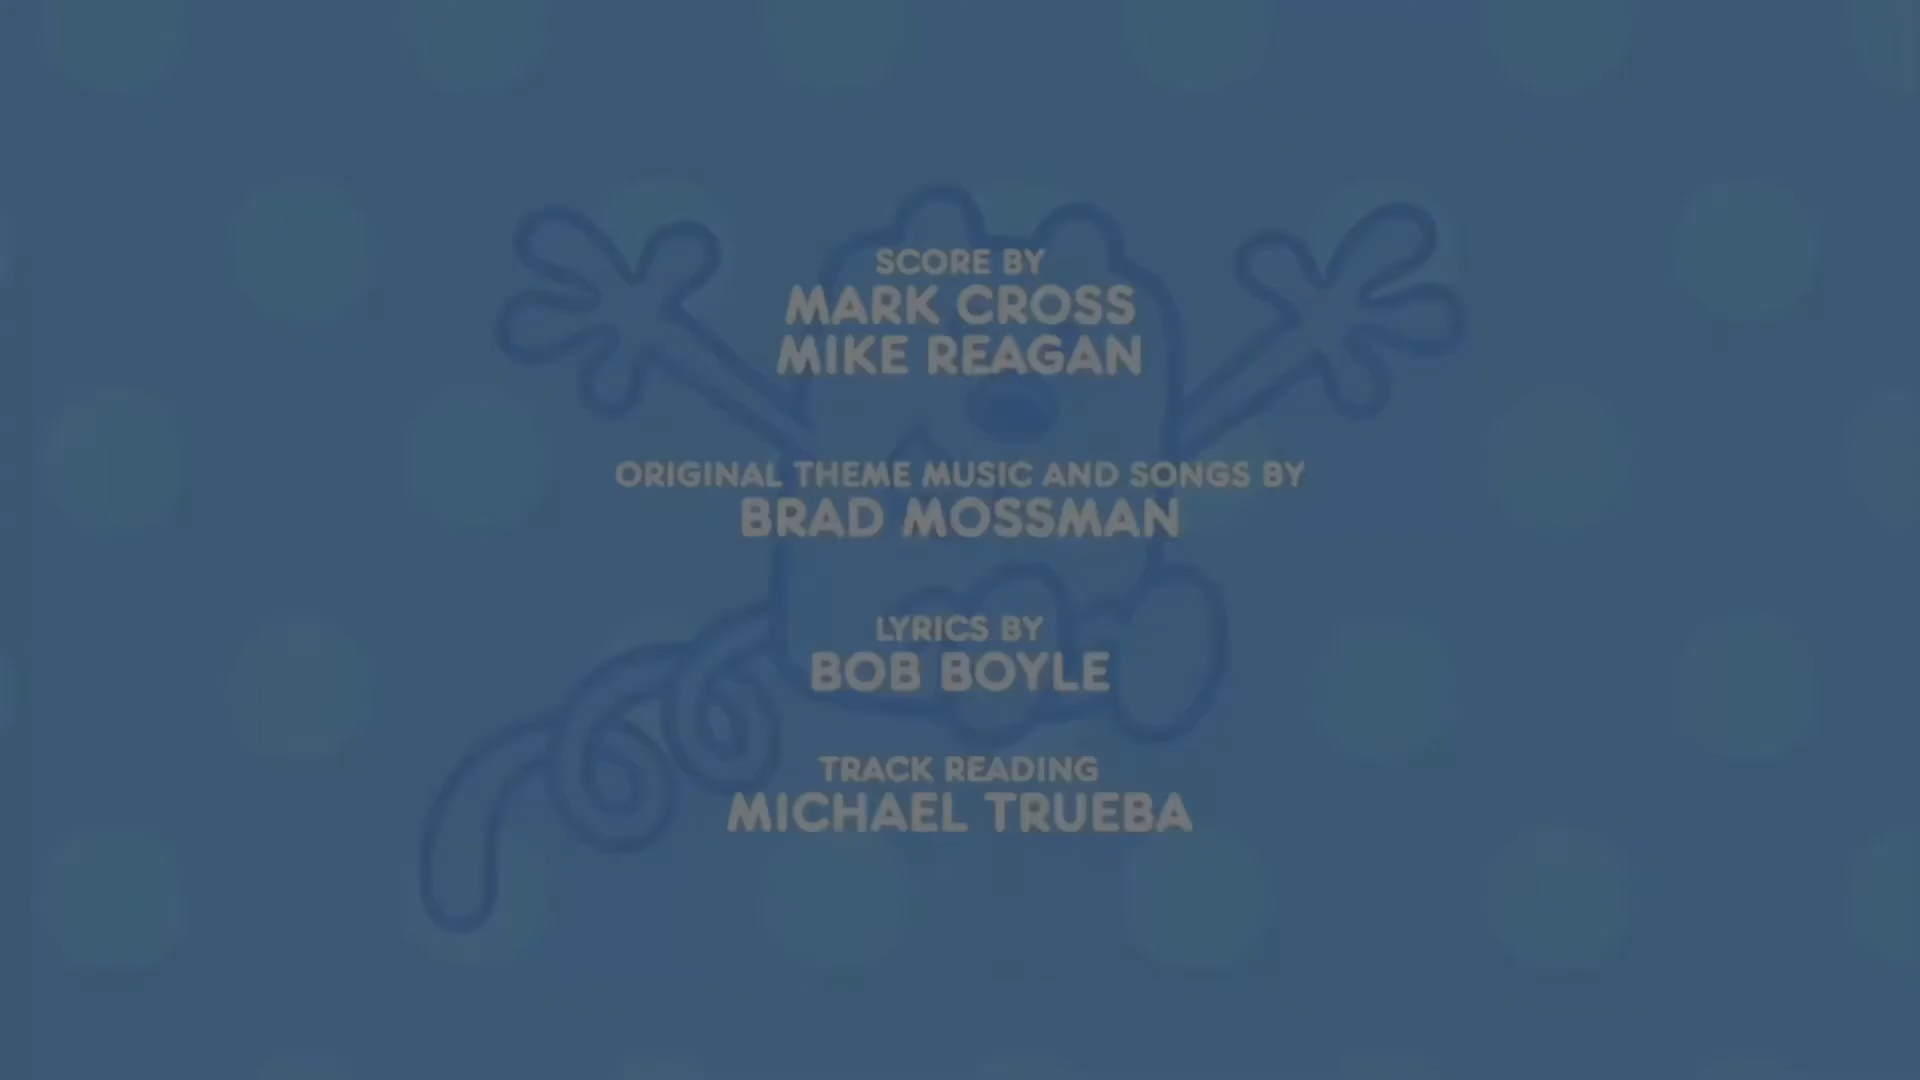 SCORE BY
MARK CROSS
MIKE REAGAN
ORIGINAL THEME MUSIC AND SONGS BY
BRAD MOSSMAN
LYRICS BY
BOB BOYLE
TRACK READING
MICHAEL TRUEBA